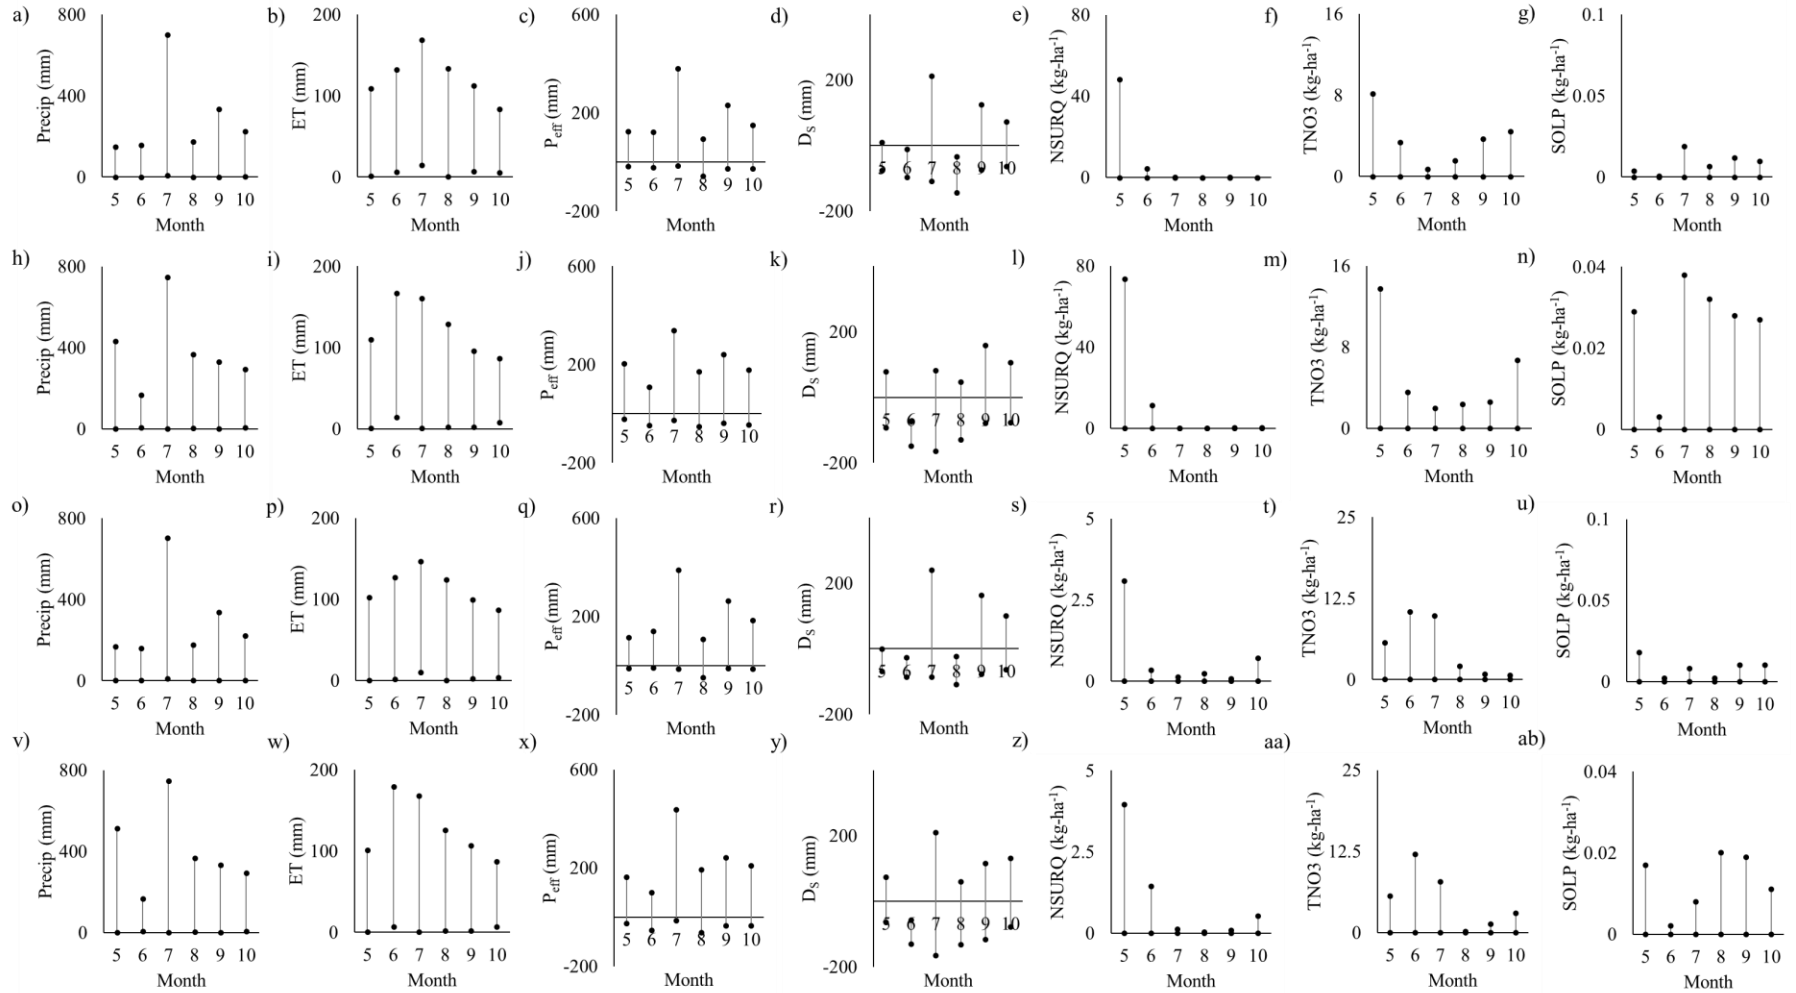 a)
Precip (mm)
800
400
0
5 6 7 8 9 10
Month
b)
ET (mm)
200
100
0
5 6 7 8 9 10
Month
c)
P_eff (mm)
600
200
-200
5 6 7 8 9 10
Month
d)
D_S (mm)
200
-200
5 6 7 8 9 10
Month
e)
NSURQ (kg-ha⁻¹)
80
40
0
5 6 7 8 9 10
Month
f)
TNO3 (kg-ha⁻¹)
16
8
0
5 6 7 8 9 10
Month
g)
SOLP (kg-ha⁻¹)
0.1
0.05
0
5 6 7 8 9 10
Month
h)
Precip (mm)
800
400
0
5 6 7 8 9 10
Month
i)
ET (mm)
200
100
0
5 6 7 8 9 10
Month
j)
P_eff (mm)
600
200
-200
5 6 7 8 9 10
Month
k)
D_S (mm)
200
-200
5 6 7 8 9 10
Month
l)
NSURQ (kg-ha⁻¹)
80
40
0
5 6 7 8 9 10
Month
m)
TNO3 (kg-ha⁻¹)
16
8
0
5 6 7 8 9 10
Month
n)
SOLP (kg-ha⁻¹)
0.04
0.02
0
5 6 7 8 9 10
Month
o)
Precip (mm)
800
400
0
5 6 7 8 9 10
Month
p)
ET (mm)
200
100
0
5 6 7 8 9 10
Month
q)
P_eff (mm)
600
200
-200
5 6 7 8 9 10
Month
r)
D_S (mm)
200
-200
5 6 7 8 9 10
Month
s)
NSURQ (kg-ha⁻¹)
5
2.5
0
5 6 7 8 9 10
Month
t)
TNO3 (kg-ha⁻¹)
25
12.5
0
5 6 7 8 9 10
Month
u)
SOLP (kg-ha⁻¹)
0.1
0.05
0
5 6 7 8 9 10
Month
v)
Precip (mm)
800
400
0
5 6 7 8 9 10
Month
w)
ET (mm)
200
100
0
5 6 7 8 9 10
Month
x)
P_eff (mm)
600
200
-200
5 6 7 8 9 10
Month
y)
D_S (mm)
200
-200
5 6 7 8 9 10
Month
z)
NSURQ (kg-ha⁻¹)
5
2.5
0
5 6 7 8 9 10
Month
aa)
TNO3 (kg-ha⁻¹)
25
12.5
0
5 6 7 8 9 10
Month
ab)
SOLP (kg-ha⁻¹)
0.04
0.02
0
5 6 7 8 9 10
Month